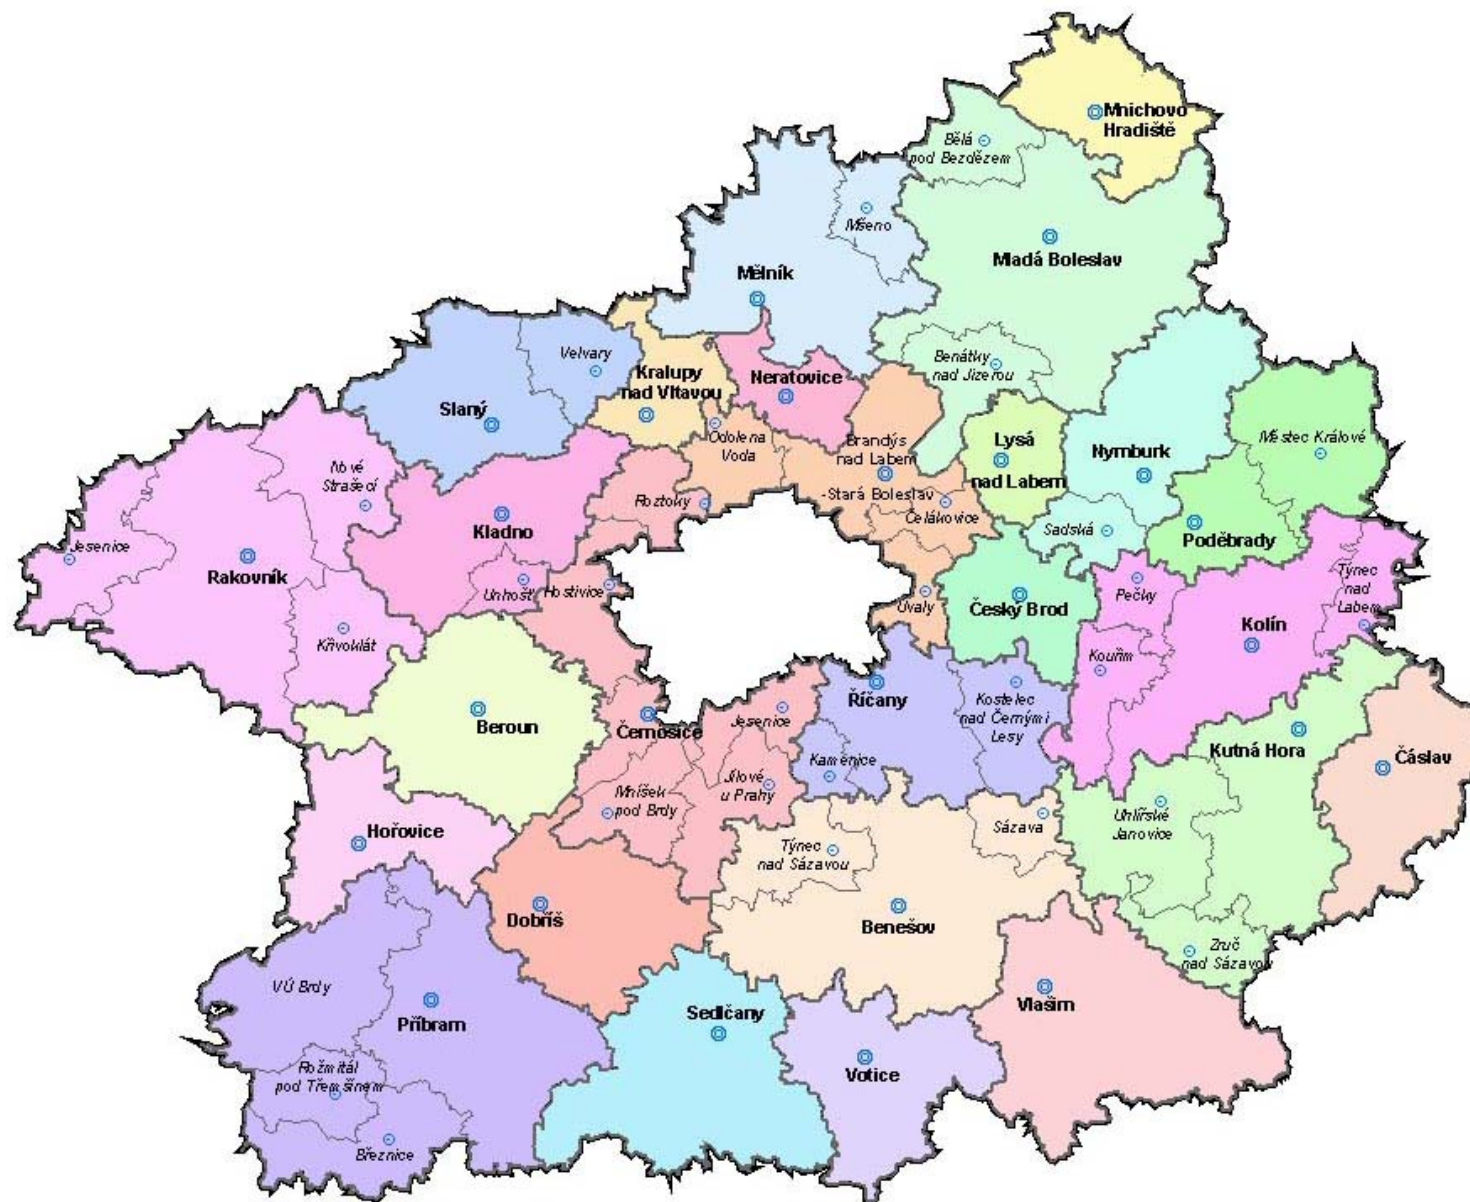 Mnichovo
Hradiště
Bělá
pod Bezdězem
Mšeno
Mladá Boleslav
Mělník
Velvary
Benátky
nad Jizerou
Kralupy
nad Vltavou
Neratovice
Slaný
Odolena
Voda
Brandýs
nad Labem
-Stará Boleslav
Lysá
nad Labem
Nymburk
Městec Králové
Nové
Strašecí
Roztoky
Čelákovice
Sadská
Poděbrady
Jesenice
Rakovník
Kladno
Unhošť
Hostivice
Úvaly
Český Brod
Pečky
Týnec
nad
Labem
Kolín
Křivoklát
Kouřim
Beroun
Černošice
Jesenice
Říčany
Kostelec
nad Černými
Lesy
Kutná Hora
Čáslav
Kamenice
Jílové
u Prahy
Mníšek
pod Brdy
Hořovice
Sázava
Uhlířské
Janovice
Týnec
nad Sázavou
Dobříš
Benešov
Zruč
nad Sázavou
VÚ Brdy
Příbram
Sedlčany
Vlašim
Votice
Rožmitál
pod Třemšínem
Březnice